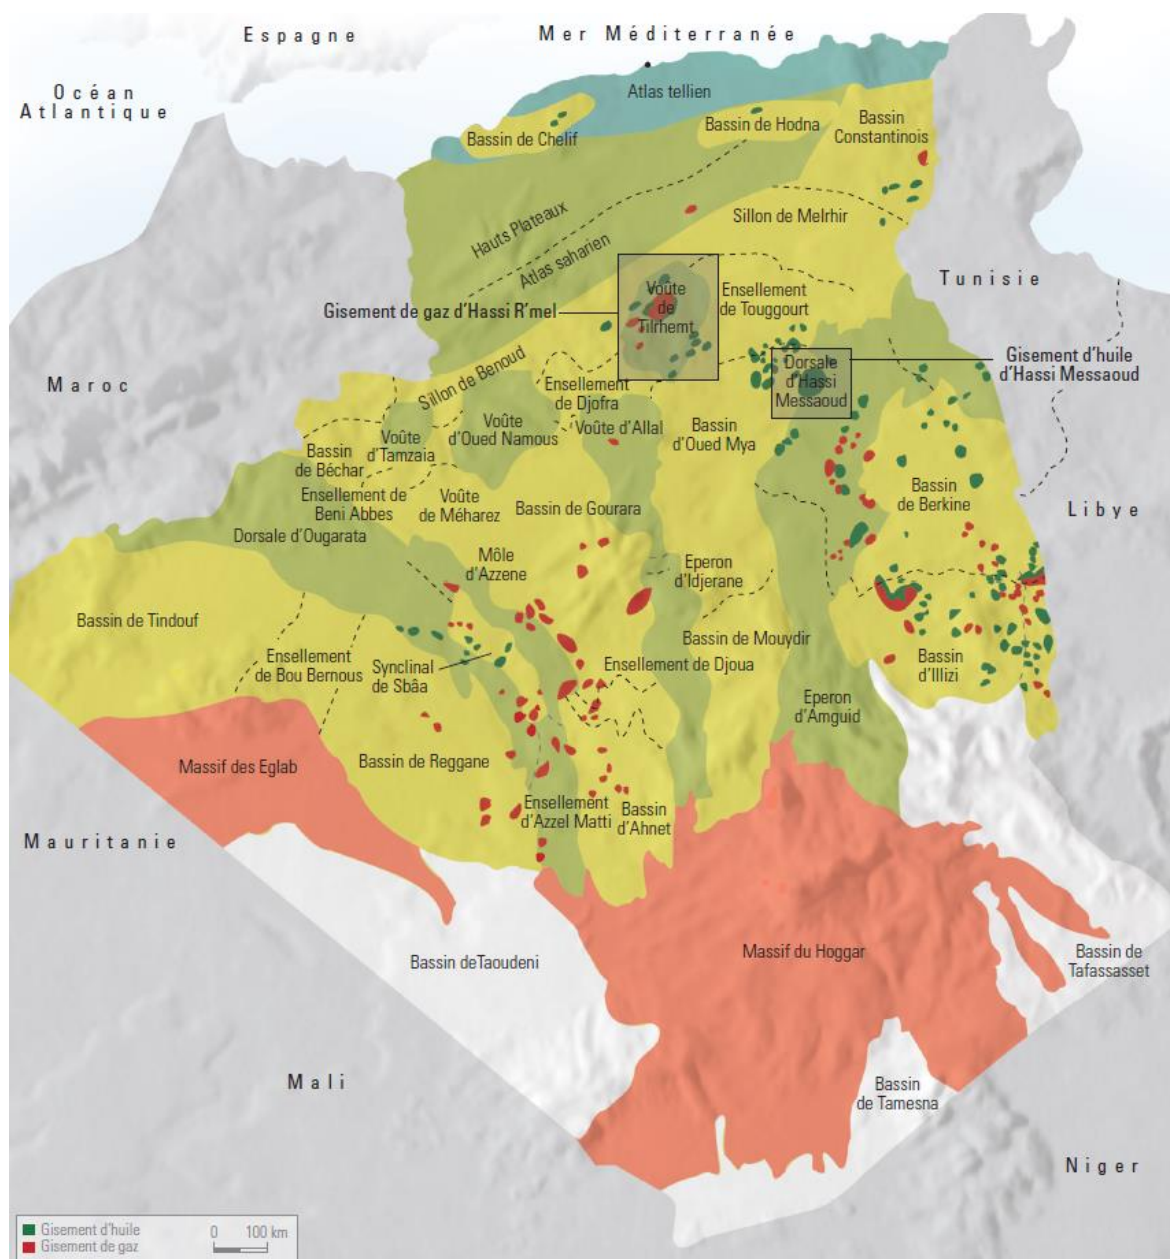 Espagne
Mer Méditerranée
Océan
Atlantique
Atlas tellien
Bassin de Chelif
Bassin de Hodna
Bassin
Constantinois
Hauts Plateaux
Atlas saharien
Sillon de Melrhir
Tunisie
Gisement de gaz d'Hassi R'mel
Voûte
de
Tilrhemt
Ensellement
de Touggourt
Maroc
Sillon de Benoud
Ensellement
de Djofra
Dorsale
d'Hassi
Messaoud
Gisement d'huile
d'Hassi Messaoud
Bassin
de Béchar
Voûte
d'Tamzaia
Voûte
d'Oued Namous
Voûte d'Allal
Bassin
d'Oued Mya
Ensellement de
Beni Abbes
Voûte
de Méharez
Bassin de Gourara
Bassin
de Berkine
Libye
Dorsale d'Ougarata
Môle
d'Azzene
Eperon
d'Idjerane
Bassin de Tindouf
Ensellement
de Bou Bernous
Synclinal
de Sbâa
Bassin de Mouydir
Ensellement de Djoua
Bassin
d'Illizi
Eperon
d'Amguid
Massif des Eglab
Bassin de Reggane
Ensellement
d'Azzel Matti
Bassin
d'Ahnet
Mauritanie
Bassin deTaoudeni
Massif du Hoggar
Bassin de
Tafassasset
Mali
Bassin
de Tamesna
Niger
Gisement d'huile
Gisement de gaz
0 100 km